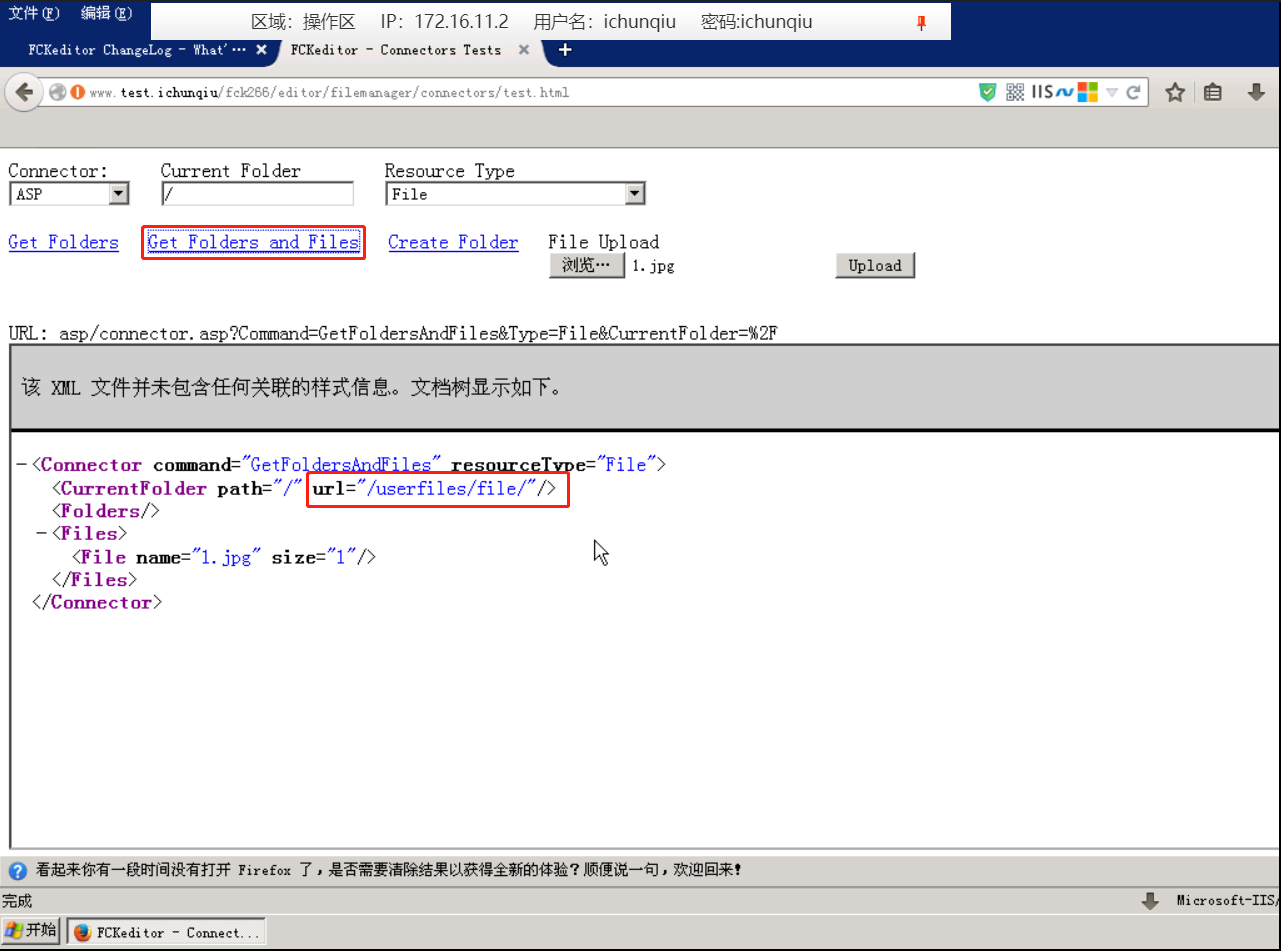 文件(F) 编辑(E) 区域：操作区 IP：172.16.11.2 用户名：ichunqiu 密码:ichunqiu
FCKeditor ChangeLog - What'… × FCKeditor - Connectors Tests × +
www.test.ichunqiu/fck266/editor/filemanager/connectors/test.html IIS
Connector: Current Folder Resource Type
ASP / File
Get Folders Get Folders and Files Create Folder File Upload
浏览… 1.jpg Upload
URL: asp/connector.asp?Command=GetFoldersAndFiles&Type=File&CurrentFolder=%2F
该 XML 文件并未包含任何关联的样式信息。文档树显示如下。
-<Connector command="GetFoldersAndFiles" resourceType="File">
<CurrentFolder path="/" url="/userfiles/file/"/>
<Folders/>
-<Files>
<File name="1.jpg" size="1"/>
</Files>
</Connector>
看起来你有一段时间没有打开 Firefox 了，是否需要清除结果以获得全新的体验？顺便说一句，欢迎回来！
完成 Microsoft-IIS/
开始 FCKeditor - Connect...